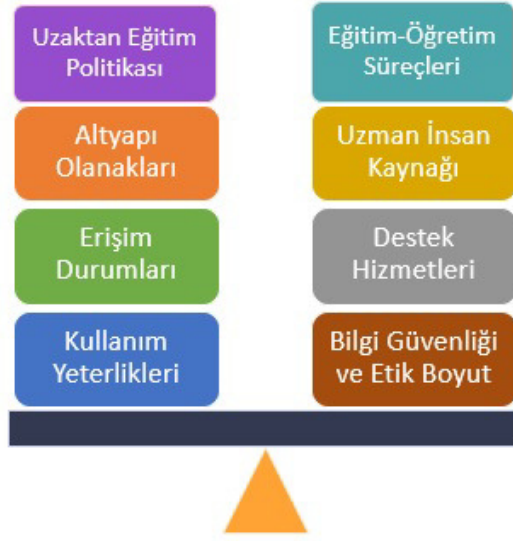 Uzaktan Eğitim
Politikası
Eğitim-Öğretim
Süreçleri
Altyapı
Olanakları
Uzman İnsan
Kaynağı
Erişim
Durumları
Destek
Hizmetleri
Kullanım
Yeterlikleri
Bilgi Güvenliği
ve Etik Boyut